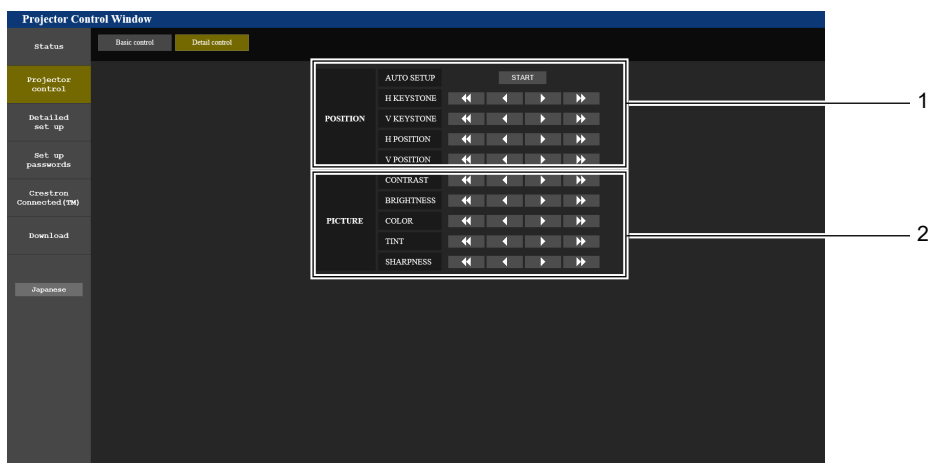 Projector Control Window
Status
Basic control
Detail control
Projector
control
Detailed
set up
Set up
passwords
Crestron
Connected(TM)
Download
Japanese
POSITION
AUTO SETUP
START
H KEYSTONE
V KEYSTONE
H POSITION
V POSITION
PICTURE
CONTRAST
BRIGHTNESS
COLOR
TINT
SHARPNESS
1
2